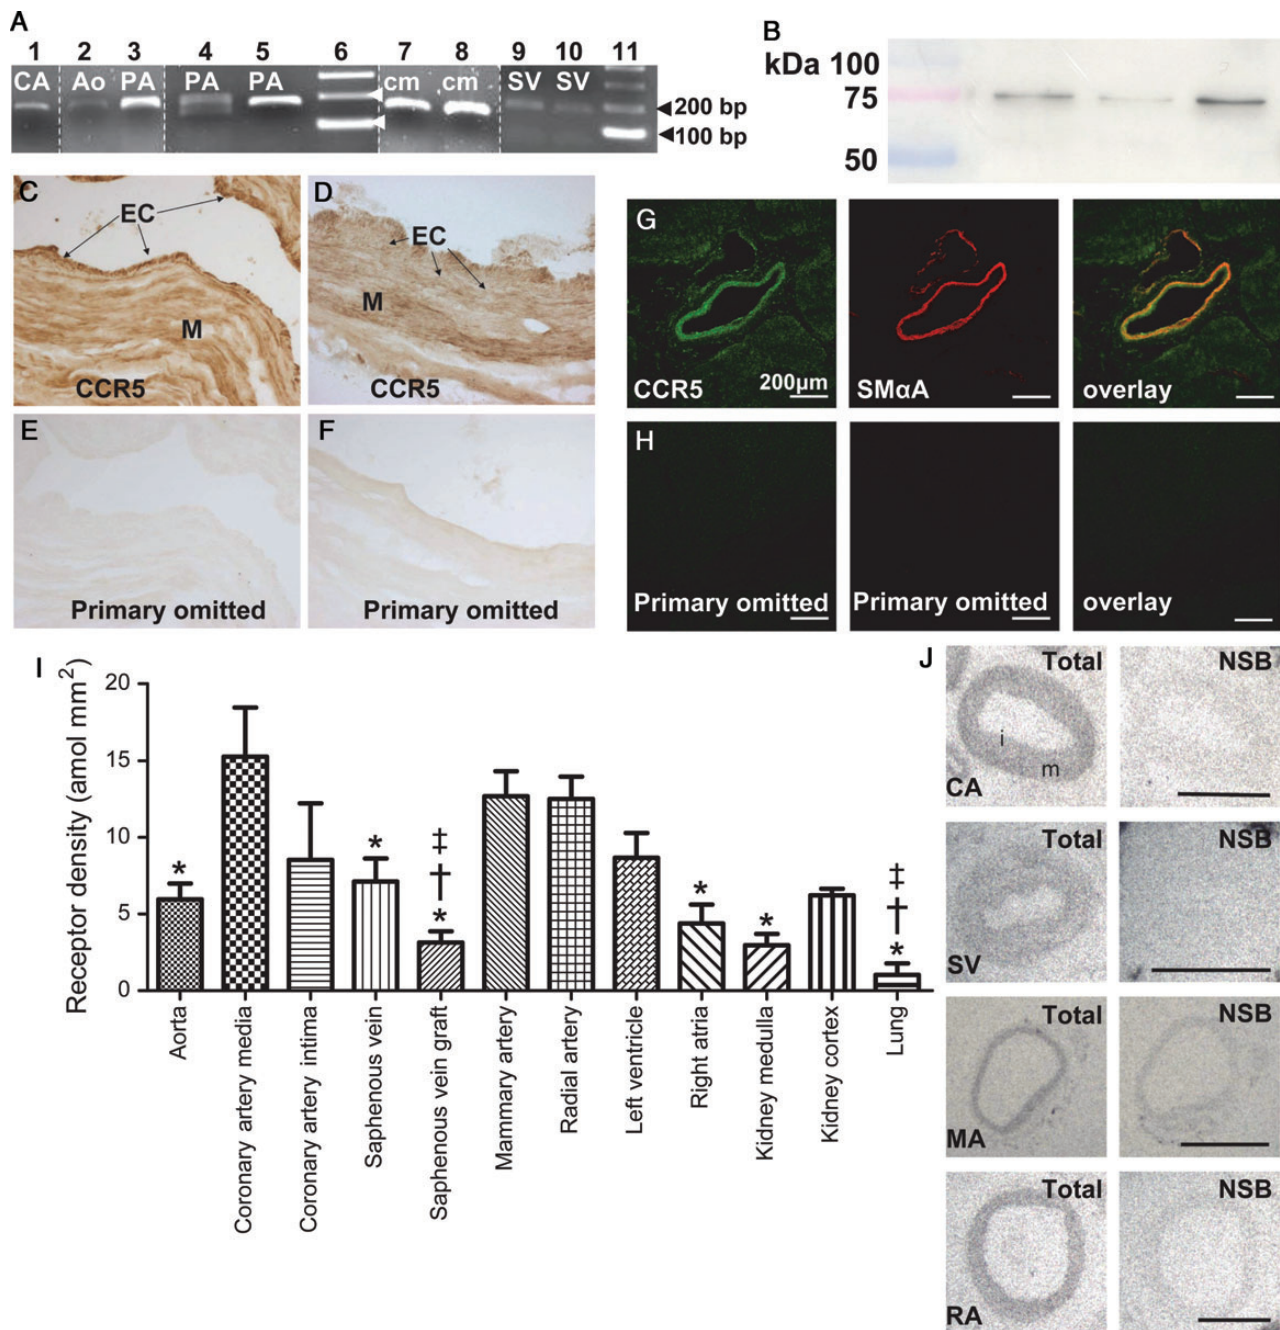 A
1 2 3 4 5 6 7 8 9 10 11
CA Ao PA PA PA cm cm SV SV
200 bp
100 bp
B
kDa 100
75
50
C
EC
M
CCR5
D
EC
M
CCR5
E
Primary omitted
F
Primary omitted
G
CCR5
200µm
SMαA
overlay
H
Primary omitted
Primary omitted
overlay
I
Receptor density (amol mm²)
20
15
10
5
0
* * ‡ † * * * ‡ † *
Aorta
Coronary artery media
Coronary artery intima
Saphenous vein
Saphenous vein graft
Mammary artery
Radial artery
Left ventricle
Right atria
Kidney medulla
Kidney cortex
Lung
J
Total NSB
i
m
CA
Total NSB
SV
Total NSB
MA
Total NSB
RA